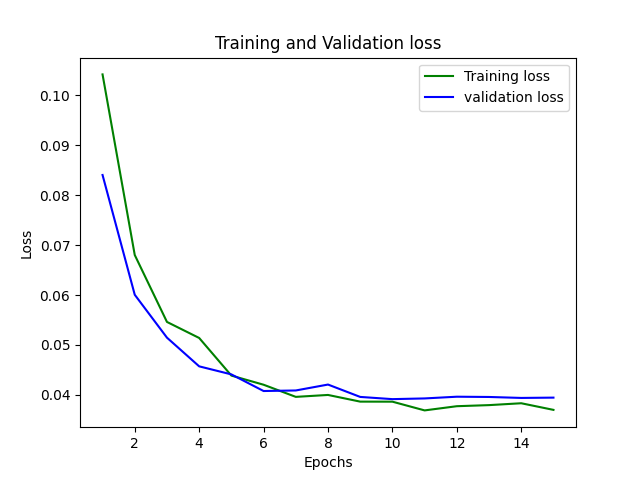 Training and Validation loss
Training loss
validation loss
0.10
0.09
0.08
0.07
0.06
0.05
0.04
Loss
2 4 6 8 10 12 14
Epochs